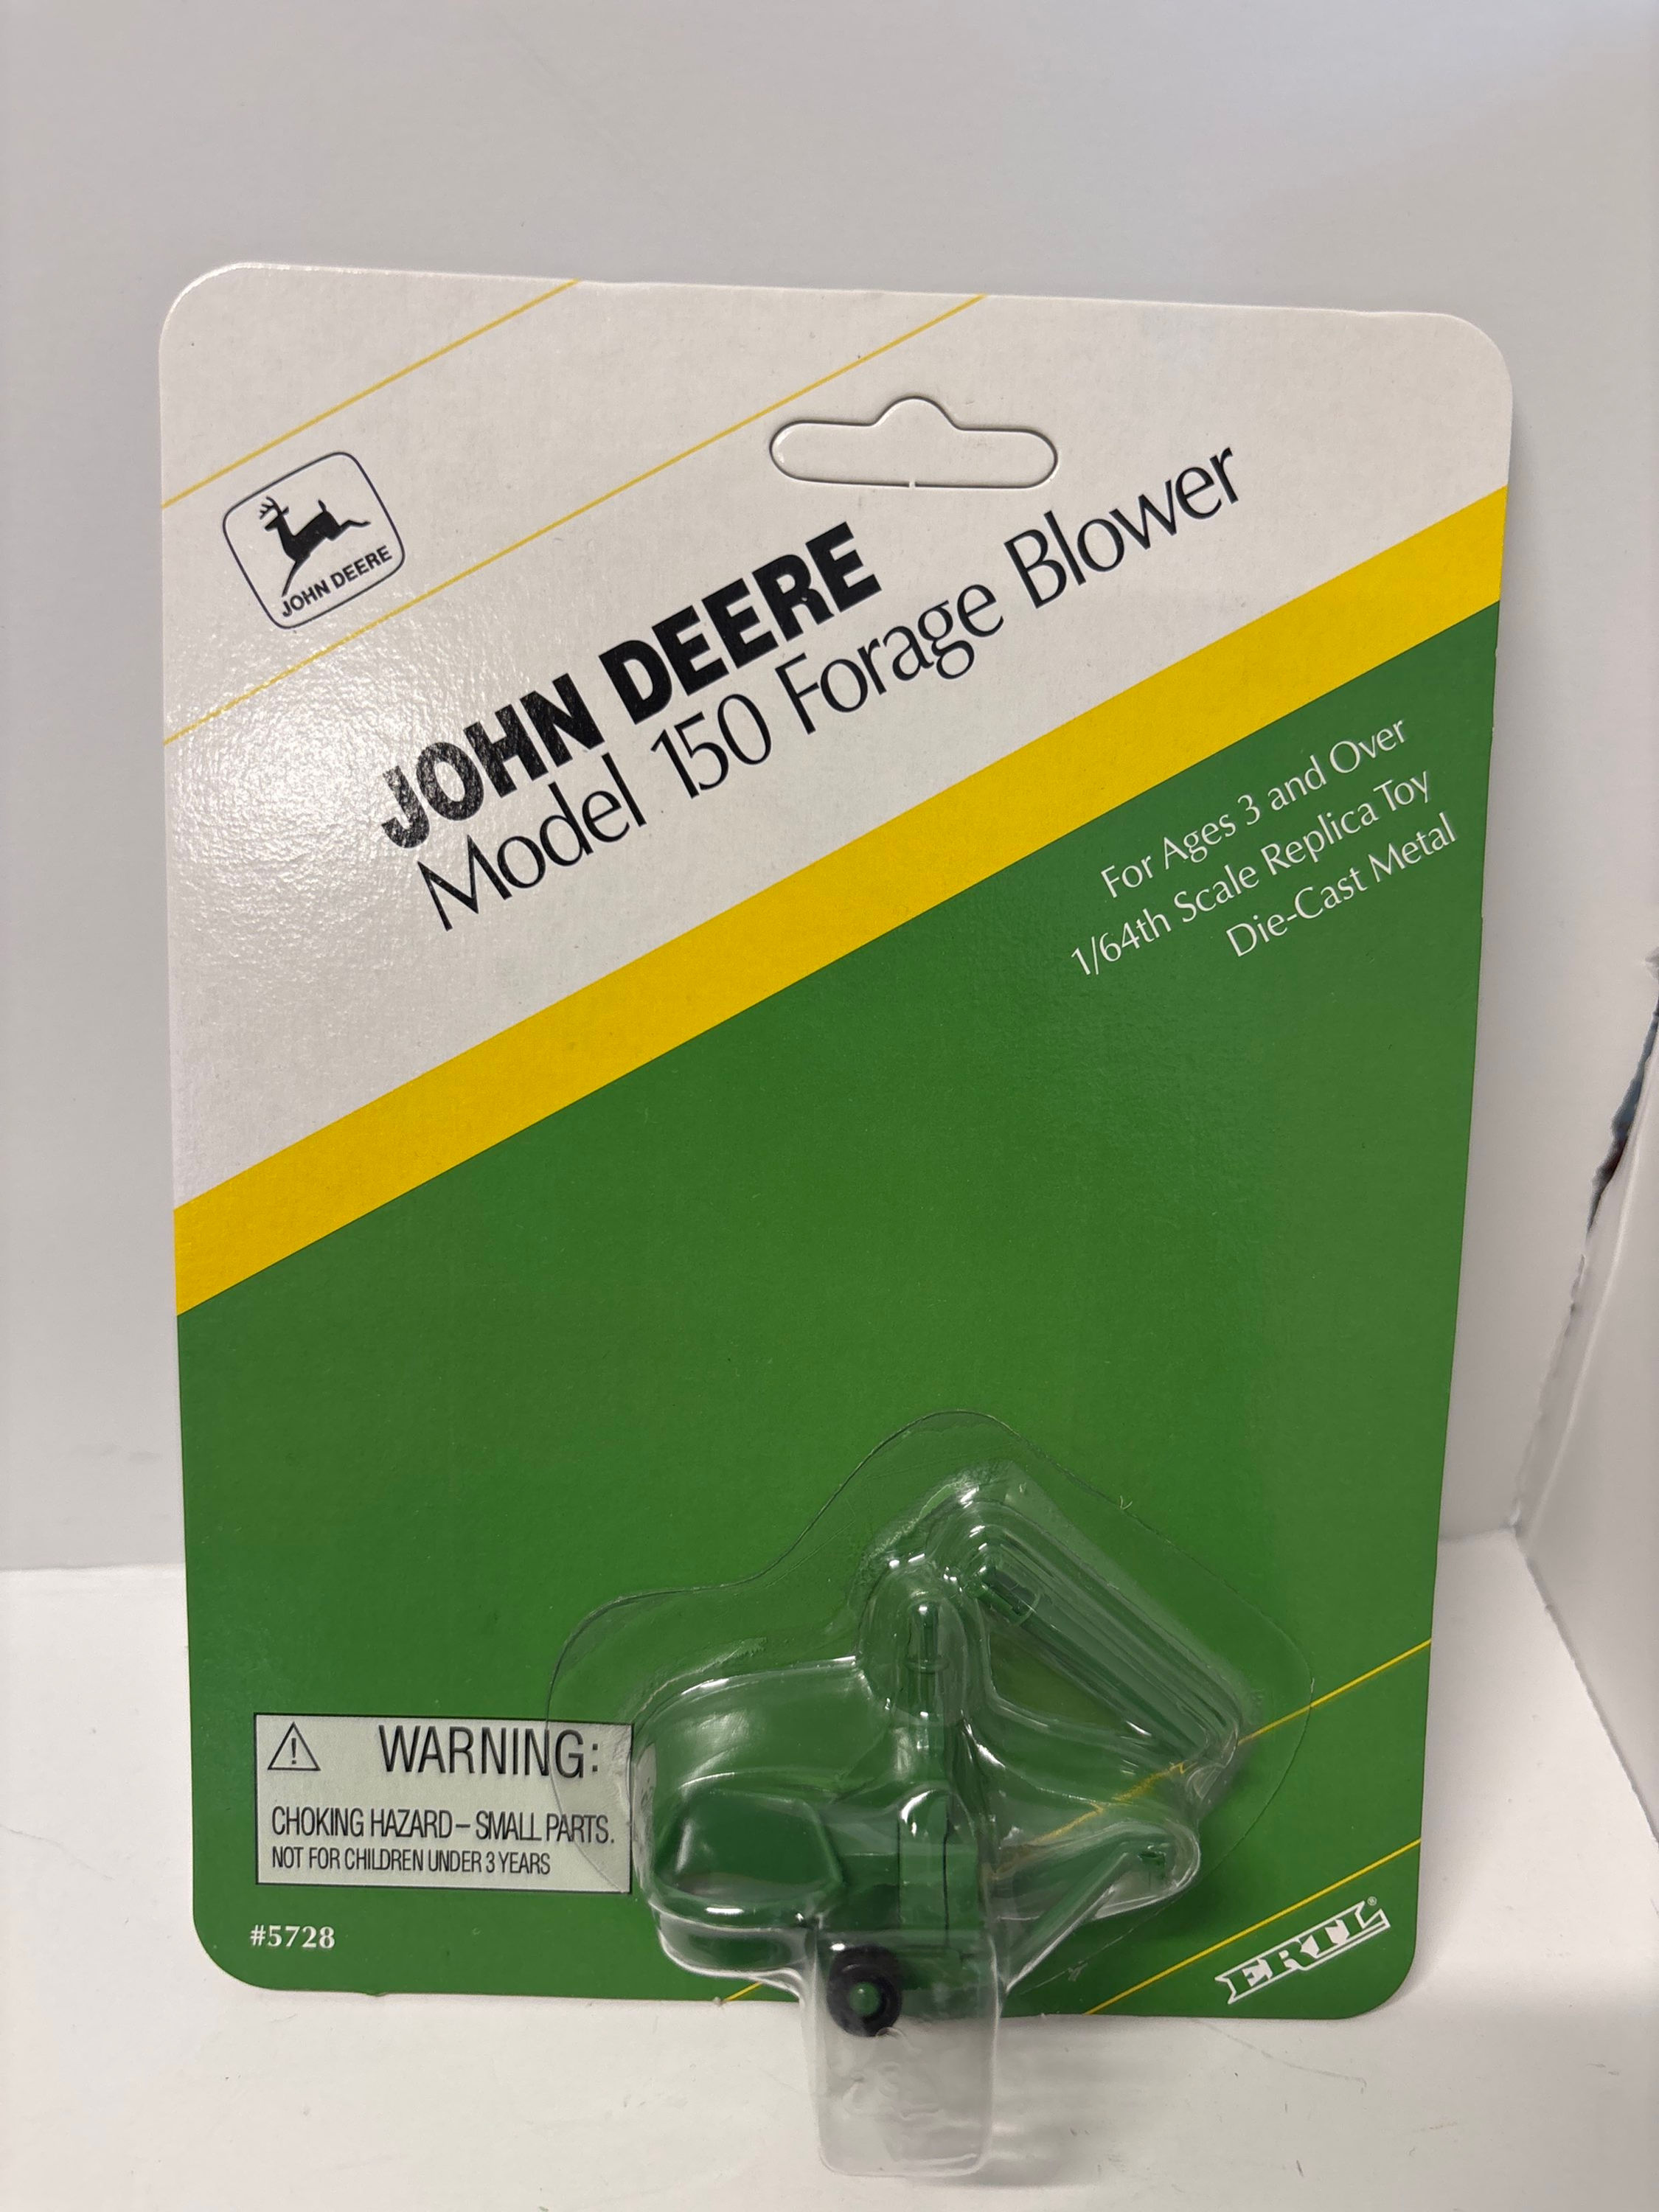 JOHN DEERE
JOHN DEERE
Model 150 Forage Blower
For Ages 3 and Over
1/64th Scale Replica Toy
Die-Cast Metal
WARNING:
CHOKING HAZARD – SMALL PARTS.
NOT FOR CHILDREN UNDER 3 YEARS
#5728
ERTL®